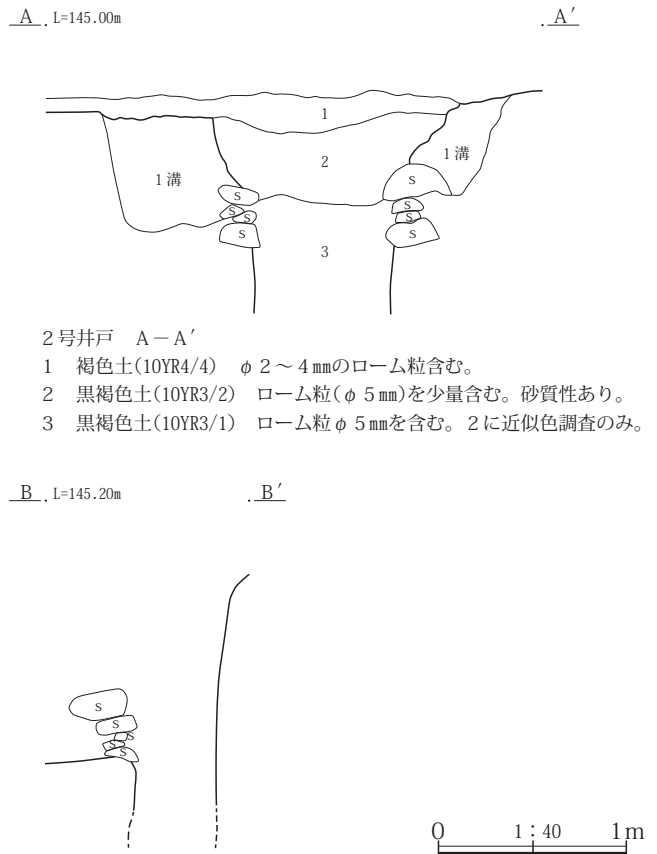 A . L=145.00m . A′
1
2
1溝
1溝
S
S
S
S
S
S
S
S
3
2号井戸 A－A′
1 褐色土(10YR4/4) φ2～4㎜のローム粒含む。
2 黒褐色土(10YR3/2) ローム粒(φ5㎜)を少量含む。砂質性あり。
3 黒褐色土(10YR3/1) ローム粒φ5㎜を含む。2に近似色調査のみ。
B . L=145.20m . B′
S
S
S
S
S
0 1：40 1m